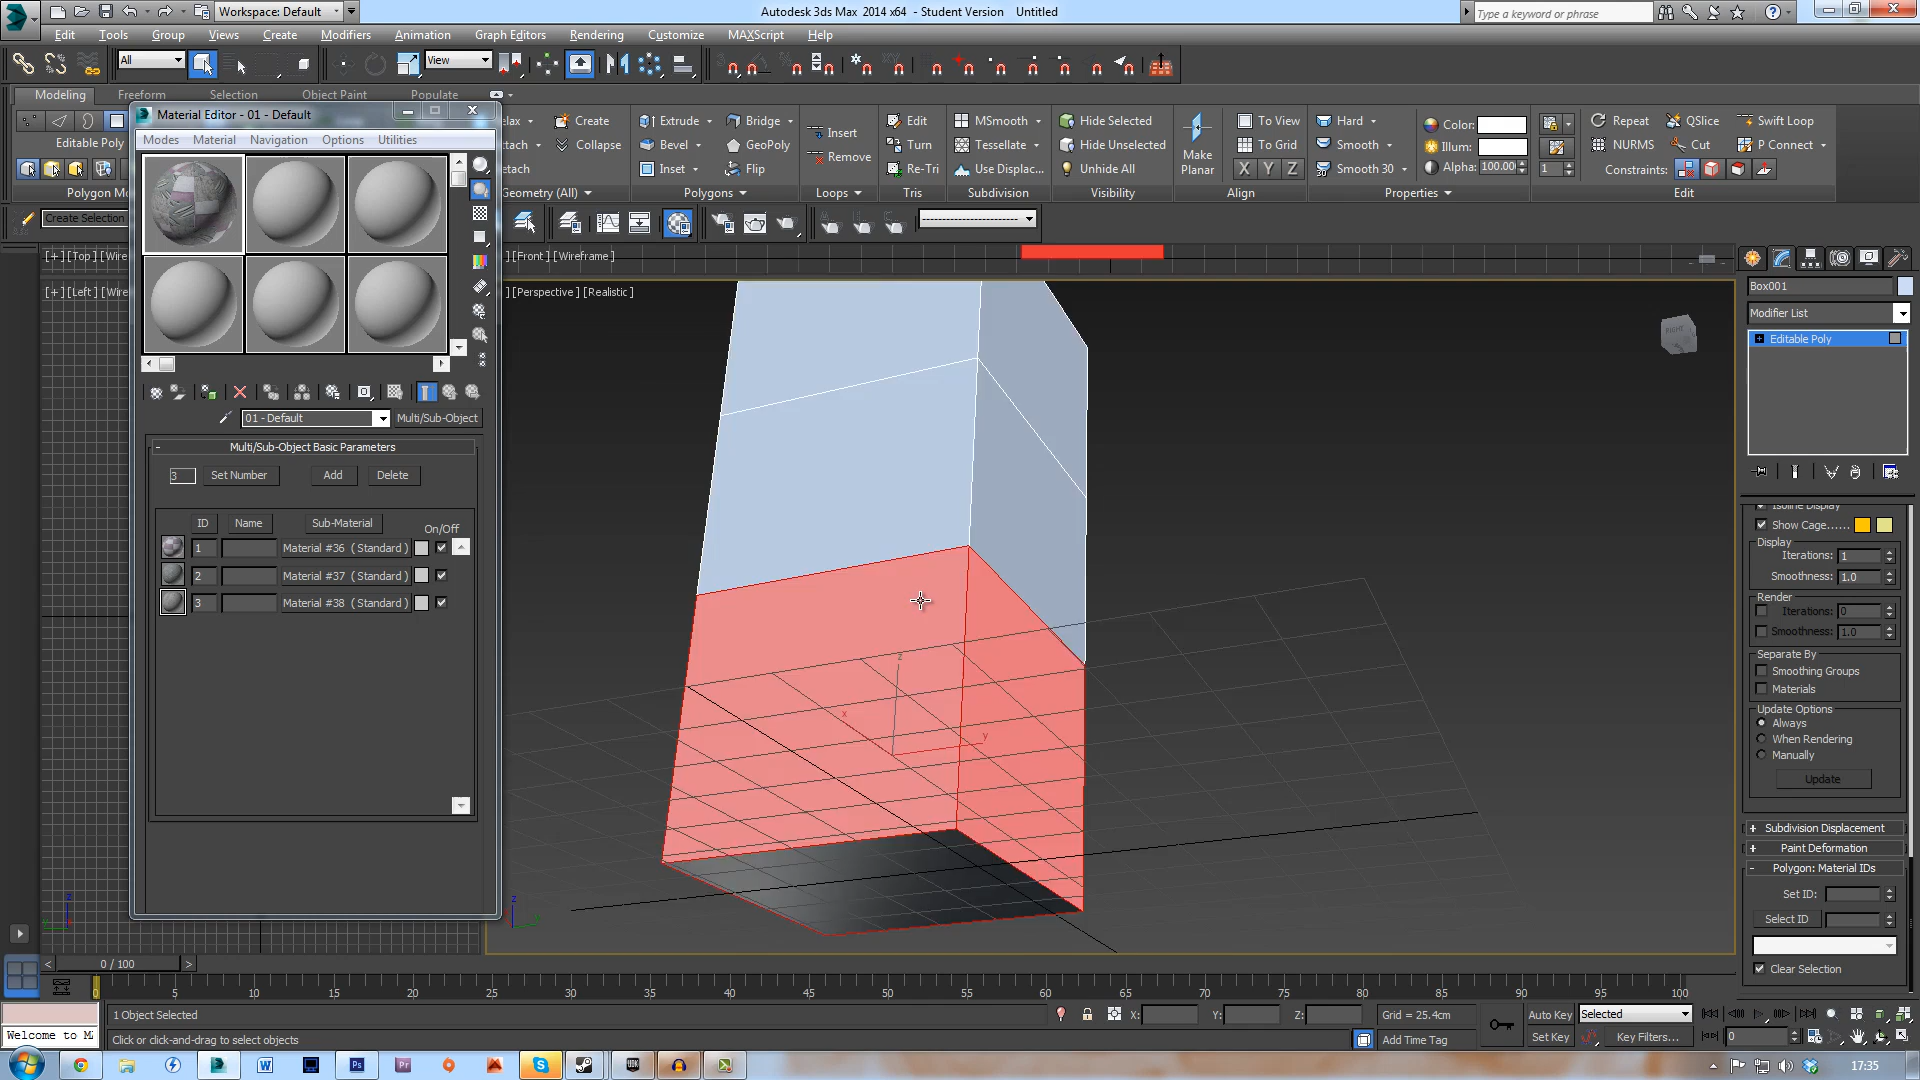 Workspace: Default
Autodesk 3ds Max 2014 x64 - Student Version Untitled
Type a keyword or phrase
Edit Tools Group Views Create Modifiers Animation Graph Editors Rendering Customize MAXScript Help
All
View
Modeling Freeform Selection Object Paint Populate
Editable Poly
Polygon Mo
Create Selection
Material Editor - 01 - Default
Modes Material Navigation Options Utilities
01 - Default
Multi/Sub-Object
Multi/Sub-Object Basic Parameters
3 Set Number Add Delete
ID Name Sub-Material On/Off
1 Material #36 ( Standard )
2 Material #37 ( Standard )
3 Material #38 ( Standard )
Create Extrude Bridge Insert Edit MSmooth Hide Selected To View Hard Color: Repeat QSlice Swift Loop
Collapse Bevel GeoPoly Remove Turn Tessellate Hide Unselected To Grid Smooth Illum: NURMS Cut P Connect
Inset Flip Re-Tri Use Displac... Unhide All Make Planar X Y Z Smooth 30 Alpha: 100.00 1 Constraints:
Geometry (All) Polygons Loops Tris Subdivision Visibility Align Properties Edit
[+] [Top] [Wire
[+] [Left] [Wire
] [Front] [Wireframe]
] [Perspective] [Realistic]
RIGHT
z
x
y
Box001
Modifier List
Editable Poly
Isoline Display
Show Cage......
Display
Iterations: 1
Smoothness: 1.0
Render
Iterations: 0
Smoothness: 1.0
Separate By
Smoothing Groups
Materials
Update Options
Always
When Rendering
Manually
Update
+ Subdivision Displacement
+ Paint Deformation
- Polygon: Material IDs
Set ID:
Select ID
Clear Selection
< 0 / 100 >
0 5 10 15 20 25 30 35 40 45 50 55 60 65 70 75 80 85 90 95 100
1 Object Selected
X: Y: Z: Grid = 25.4cm
Auto Key Selected
Welcome to M
Click or click-and-drag to select objects
Add Time Tag
Set Key Key Filters...
0
17:35